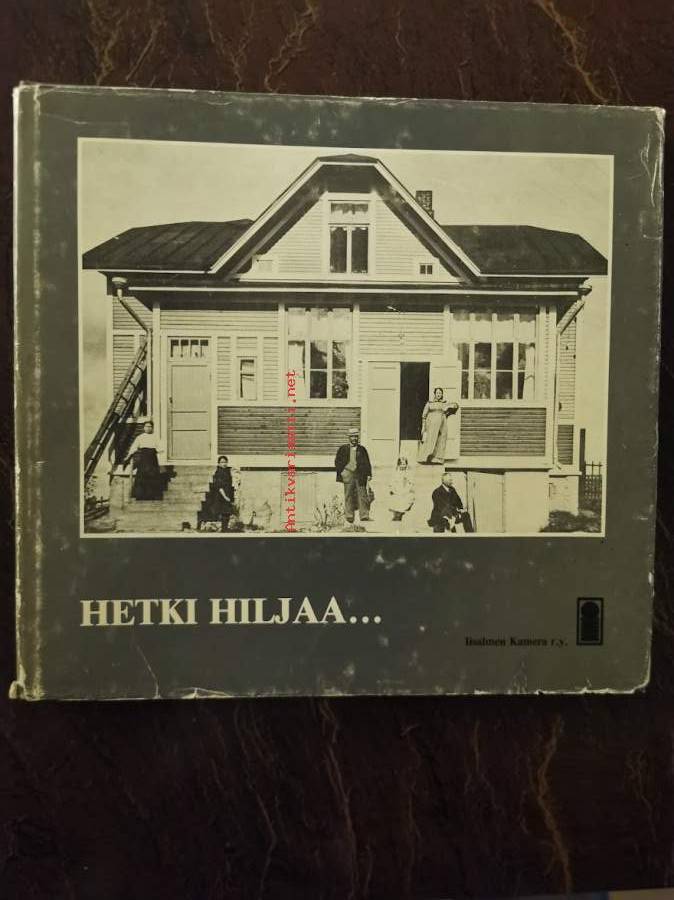 antikvariaatti.net
HETKI HILJAA...
Iisalmen Kamera r.y.